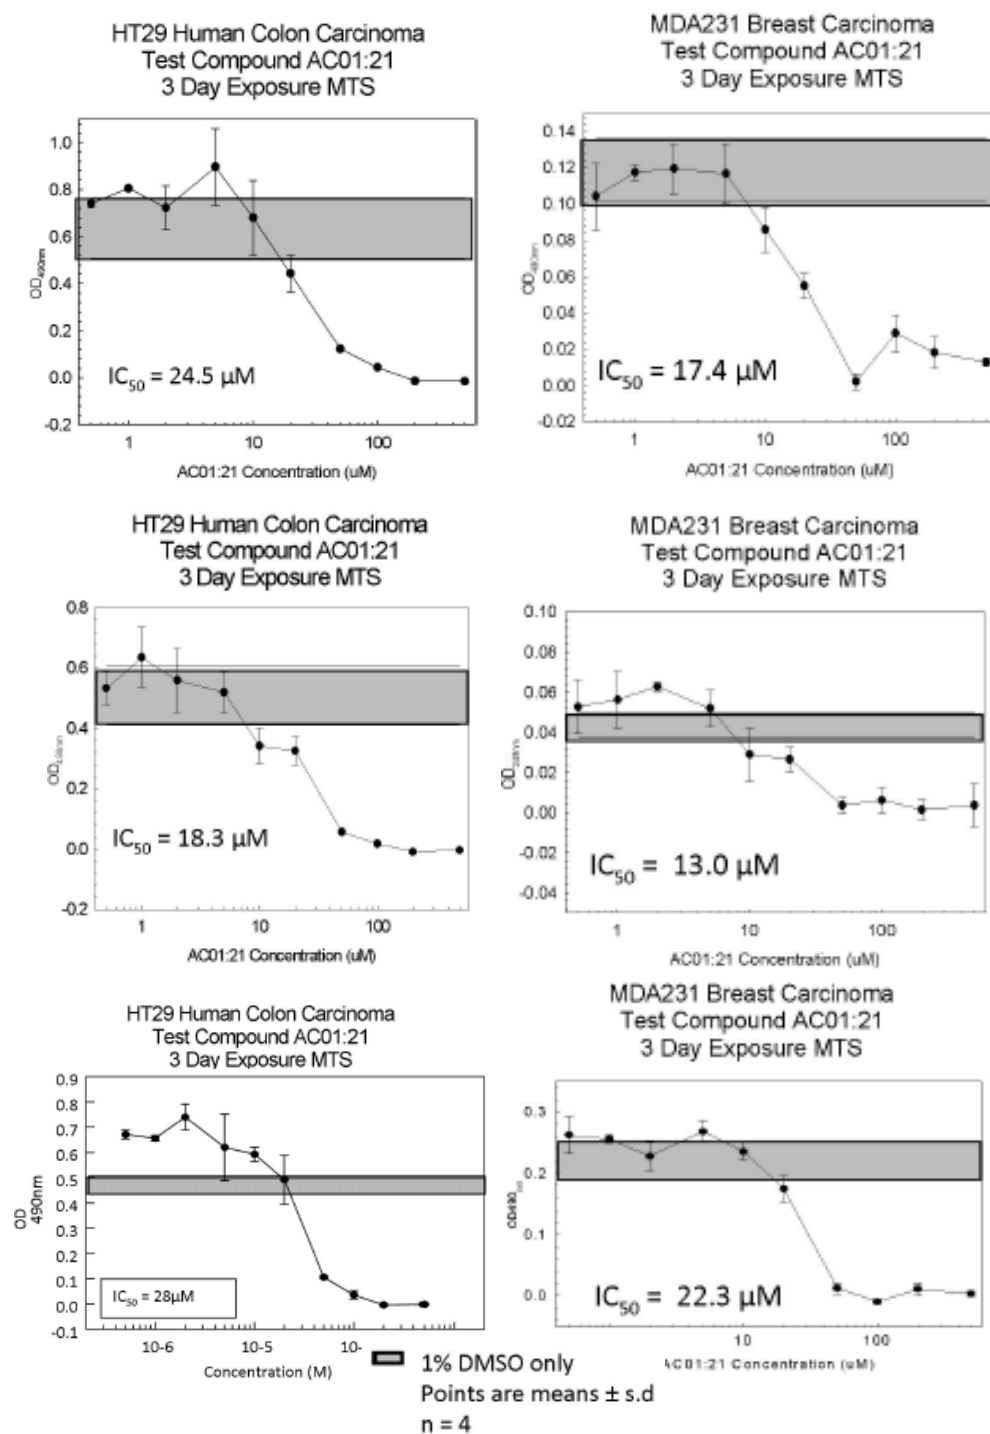 HT29 Human Colon Carcinoma
Test Compound AC01:21
3 Day Exposure MTS
1.0
0.8
0.6
0.4
0.2
0.0
-0.2
OD490nm
IC50 = 24.5 µM
1 10 100
AC01:21 Concentration (uM)
MDA231 Breast Carcinoma
Test Compound AC01:21
3 Day Exposure MTS
0.14
0.12
0.10
0.08
0.06
0.04
0.02
0.00
-0.02
OD490nm
IC50 = 17.4 µM
1 10 100
AC01:21 Concentration (uM)
HT29 Human Colon Carcinoma
Test Compound AC01:21
3 Day Exposure MTS
0.8
0.6
0.4
0.2
0.0
-0.2
IC50 = 18.3 µM
1 10 100
AC01:21 Concentration (uM)
MDA231 Breast Carcinoma
Test Compound AC01:21
3 Day Exposure MTS
0.10
0.08
0.06
0.04
0.02
0.00
-0.02
-0.04
IC50 = 13.0 µM
1 10 100
AC01:21 Concentration (uM)
HT29 Human Colon Carcinoma
Test Compound AC01:21
3 Day Exposure MTS
0.9
0.8
0.7
0.6
0.5
0.4
0.3
0.2
0.1
0.0
-0.1
OD
490nm
IC50 = 28µM
10-6 10-5 10-
Concentration (M)
MDA231 Breast Carcinoma
Test Compound AC01:21
3 Day Exposure MTS
0.3
0.2
0.1
0.0
IC50 = 22.3 µM
10 100
AC01:21 Concentration (uM)
1% DMSO only
Points are means ± s.d
n = 4